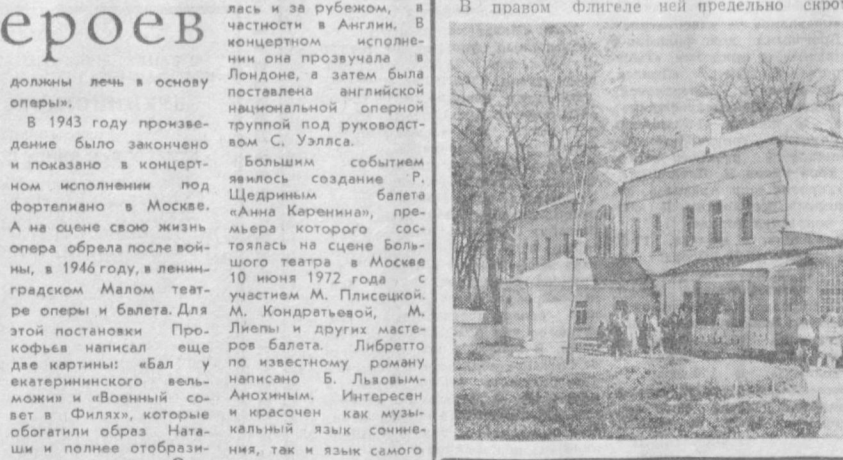 ероев
должны лечь в основу
оперы».
В 1943 году произве-
дение было закончено
и показано в концерт-
ном исполнении под
фортепиано в Москве.
А на сцене свою жизнь
опера обрела после вой-
ны, в 1946 году, в ленин-
градском Малом теат-
ре оперы и балета. Для
этой постановки Про-
кофьев написал еще
две картины: «Бал у
екатерининского вель-
можи» и «Военный со-
вет в Филях», которые
обогатили образ Ната-
ши и полнее отобрази-
лась и за рубежом, в
частности в Англии. В
концертном исполне-
нии она прозвучала в
Лондоне, а затем была
поставлена английской
национальной оперной
труппой под руководст-
вом С. Уэллса.
Большим событием
явилось создание Р.
Щедриным балета
«Анна Каренина», пре-
мьера которого сос-
тоялась на сцене Боль-
шого театра в Москве
10 июня 1972 года с
участием М. Плисецкой,
М. Кондратьевой, М.
Лиепы и других масте-
ров балета. Либретто
по известному роману
написано Б. Львовым-
Анохиным. Интересен
и красочен как музы-
кальный язык сочине-
ния, так и язык самого
В правом флигеле ней предельно скро